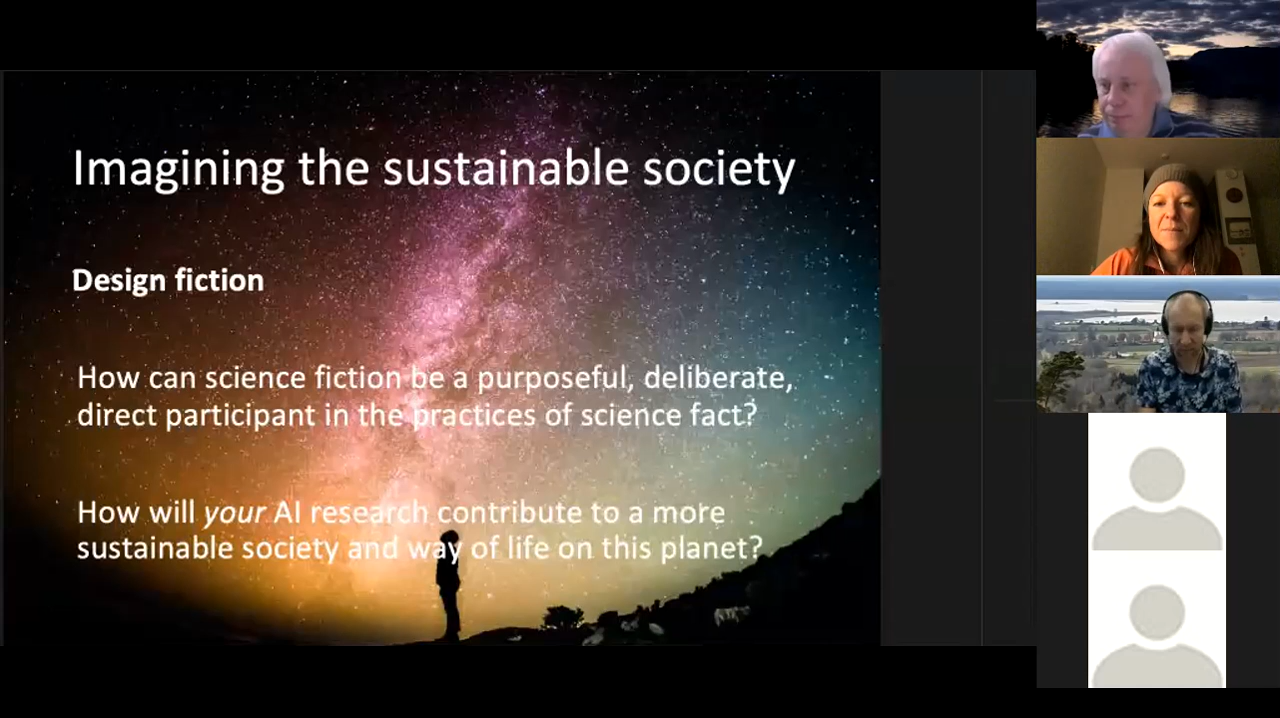 Imagining the sustainable society
Design fiction
How can science fiction be a purposeful, deliberate,
direct participant in the practices of science fact?
How will your AI research contribute to a more
sustainable society and way of life on this planet?